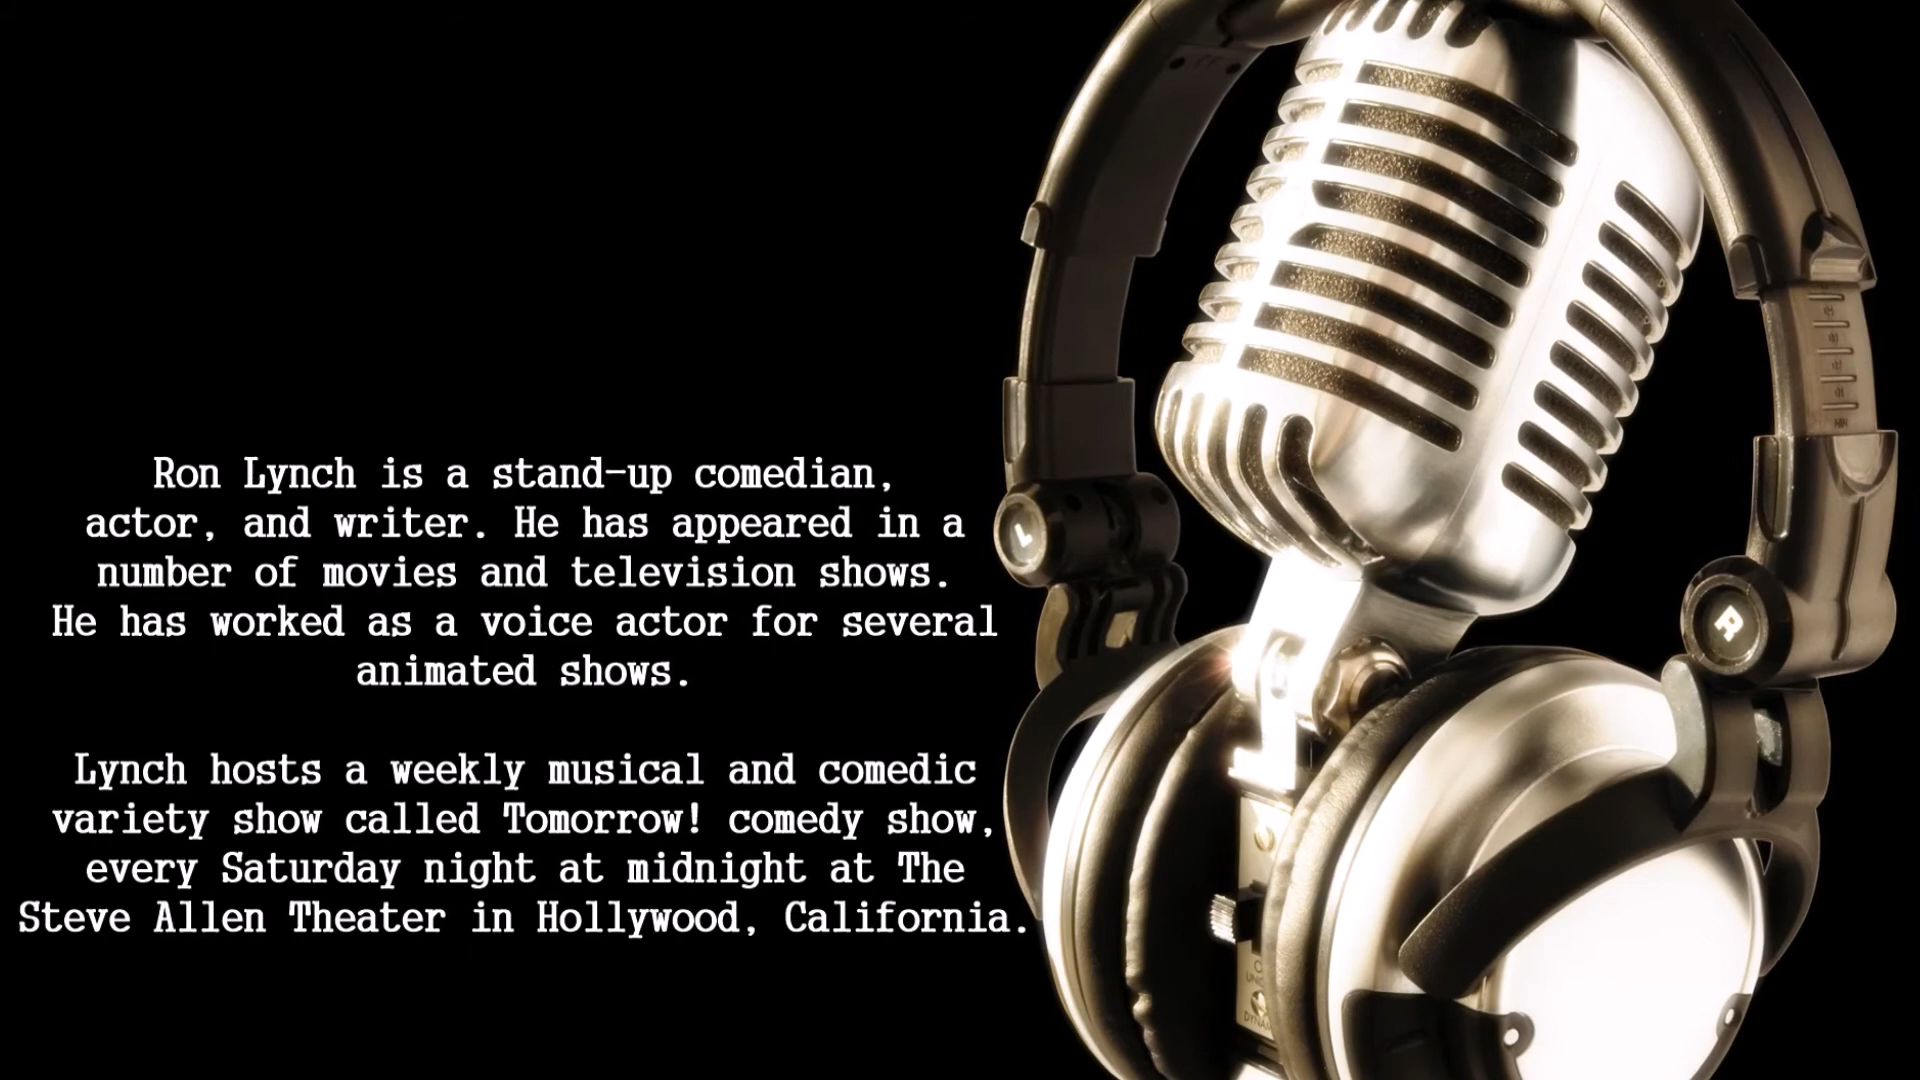 Ron Lynch is a stand-up comedian,
actor, and writer. He has appeared in a
number of movies and television shows.
He has worked as a voice actor for several
animated shows.
Lynch hosts a weekly musical and comedic
variety show called Tomorrow! comedy show,
every Saturday night at midnight at The
Steve Allen Theater in Hollywood, California.
L
R